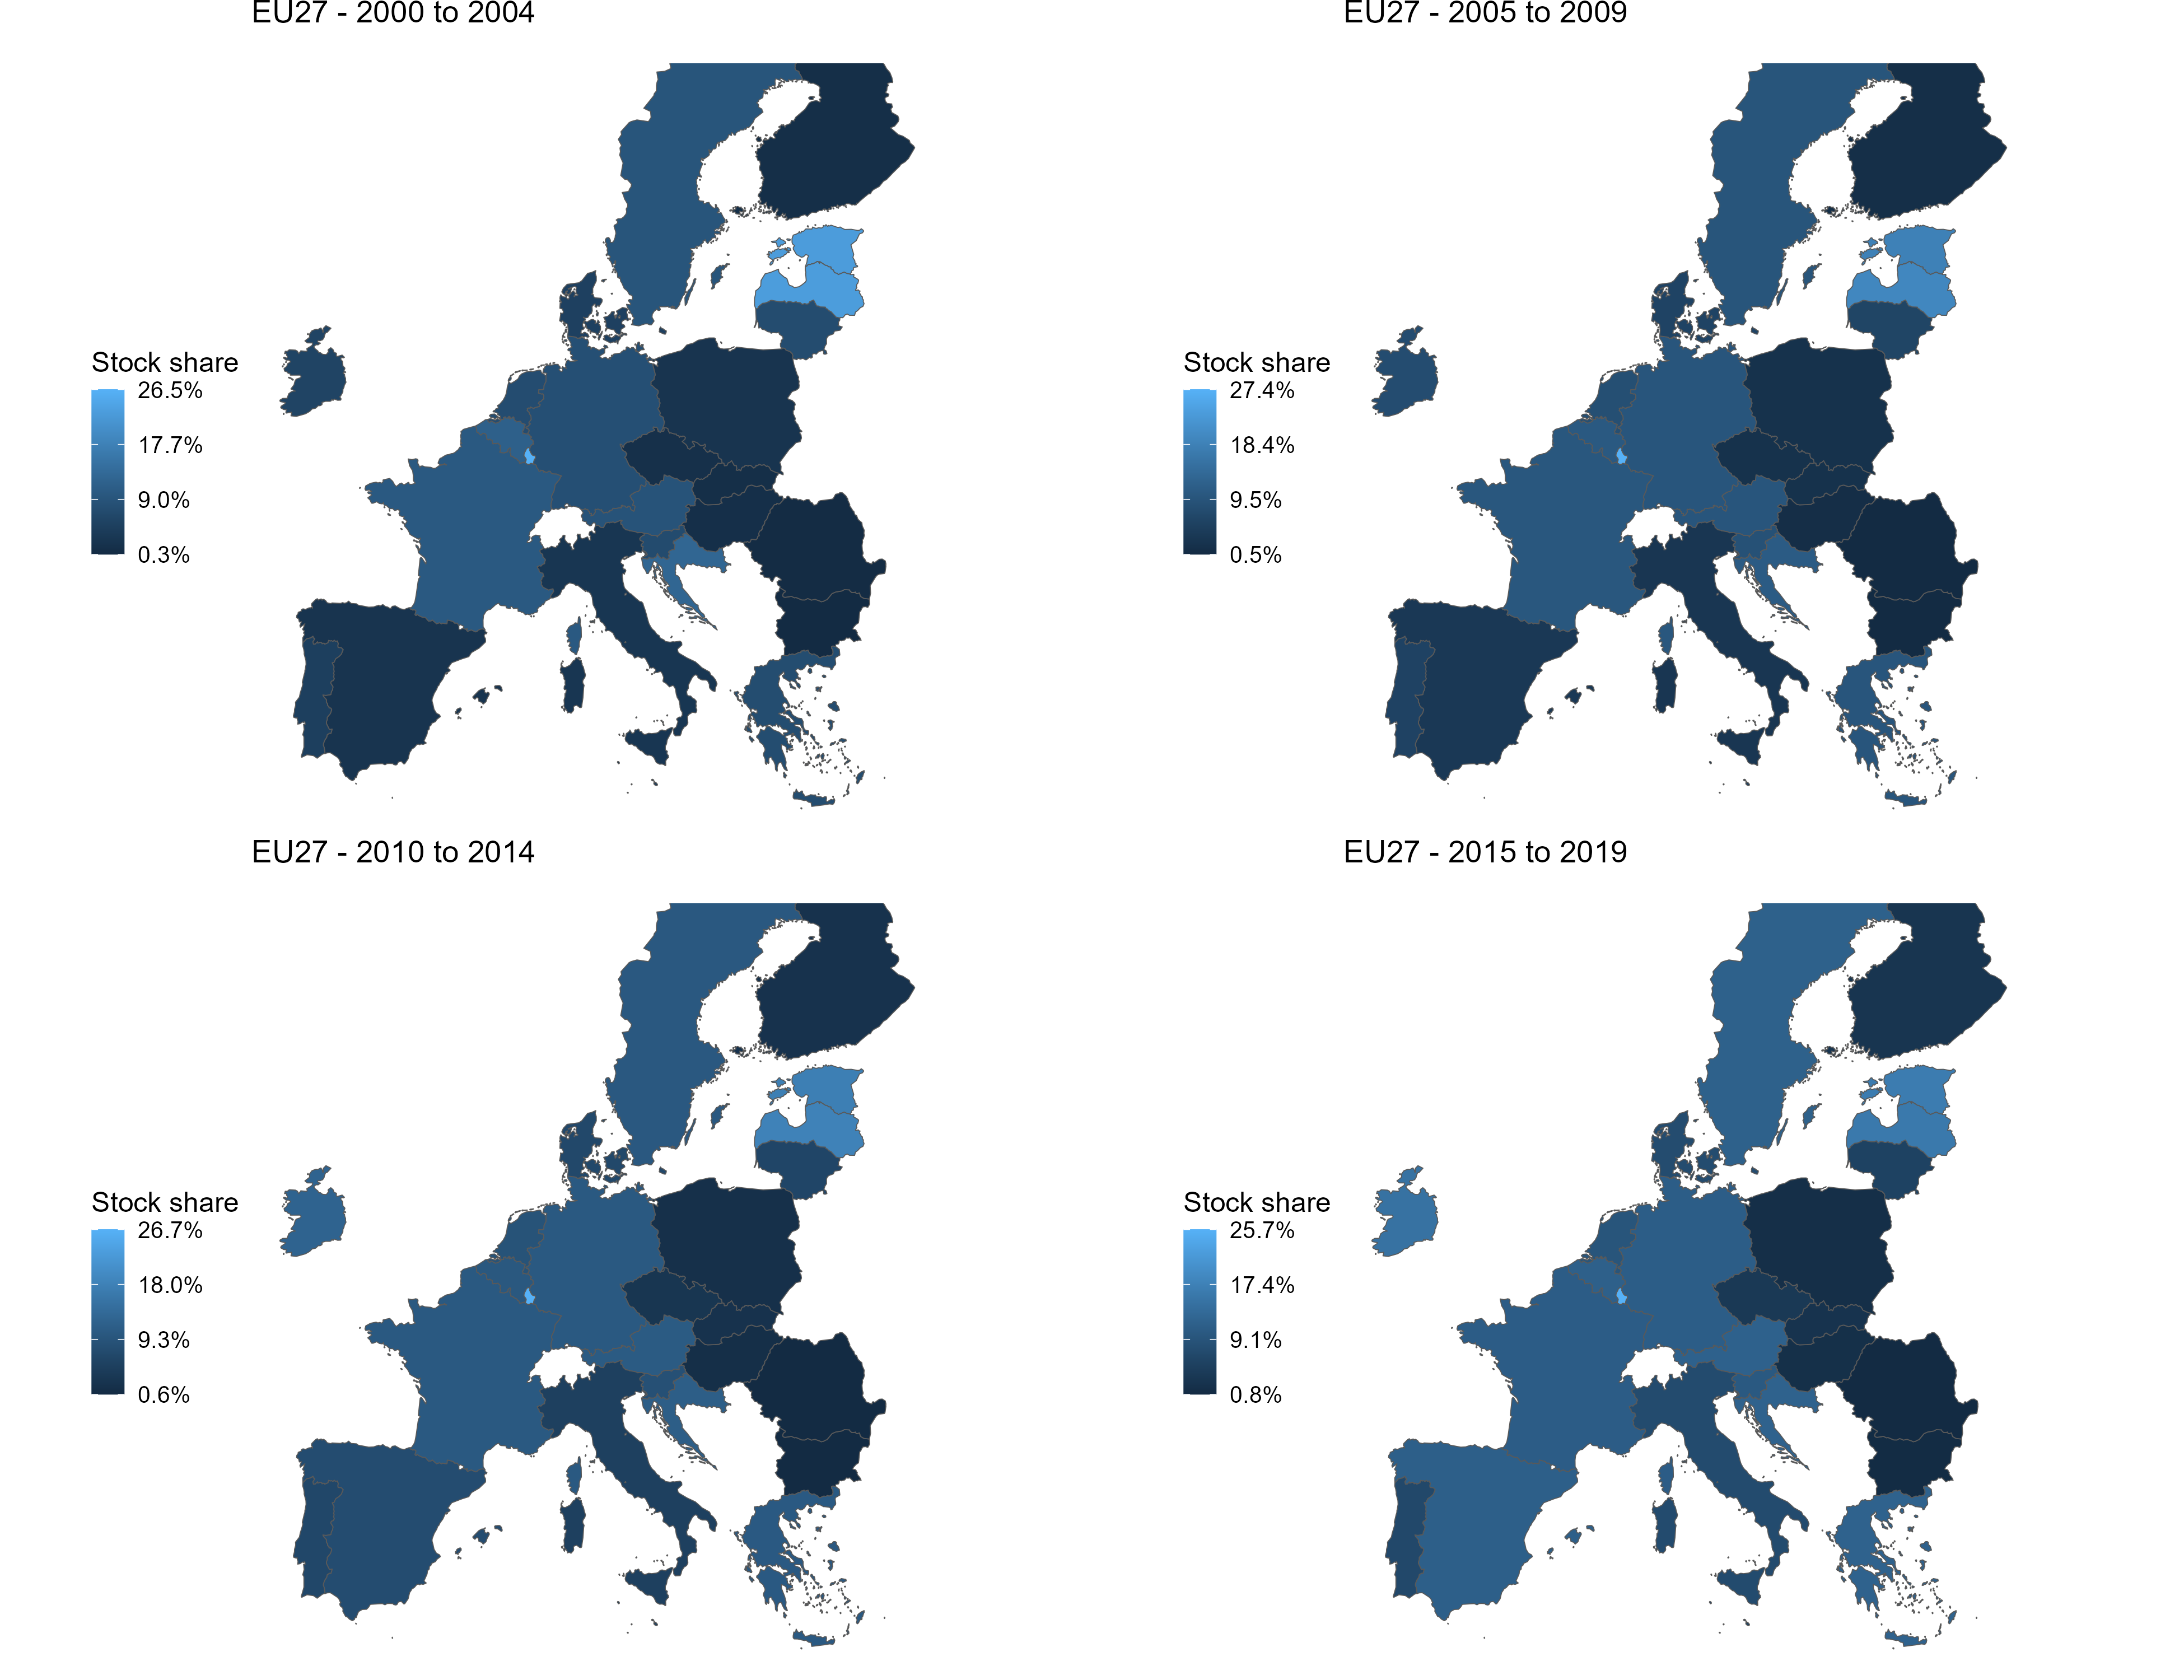 EU27 - 2000 to 2004
Stock share
26.5%
17.7%
9.0%
0.3%
EU27 - 2005 to 2009
Stock share
27.4%
18.4%
9.5%
0.5%
EU27 - 2010 to 2014
Stock share
26.7%
18.0%
9.3%
0.6%
EU27 - 2015 to 2019
Stock share
25.7%
17.4%
9.1%
0.8%